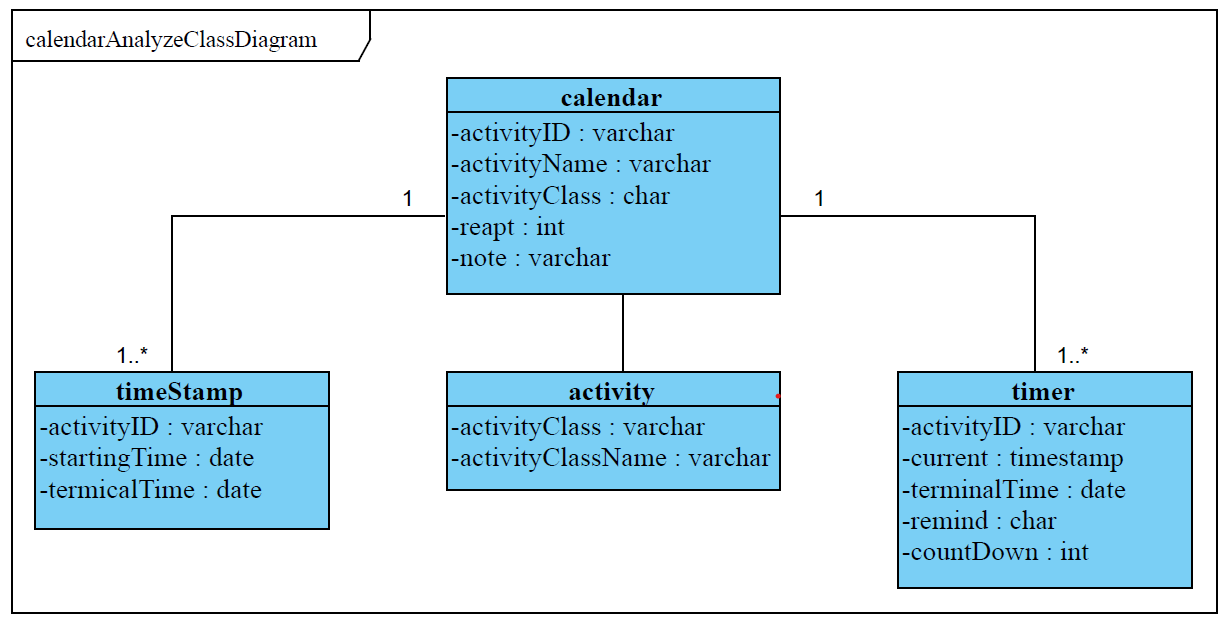 calendarAnalyzeClassDiagram
calendar
-activityID : varchar
-activityName : varchar
-activityClass : char
-reapt : int
-note : varchar
1
1
1..*
1..*
timeStamp
-activityID : varchar
-startingTime : date
-termicalTime : date
activity
-activityClass : varchar
-activityClassName : varchar
timer
-activityID : varchar
-current : timestamp
-terminalTime : date
-remind : char
-countDown : int